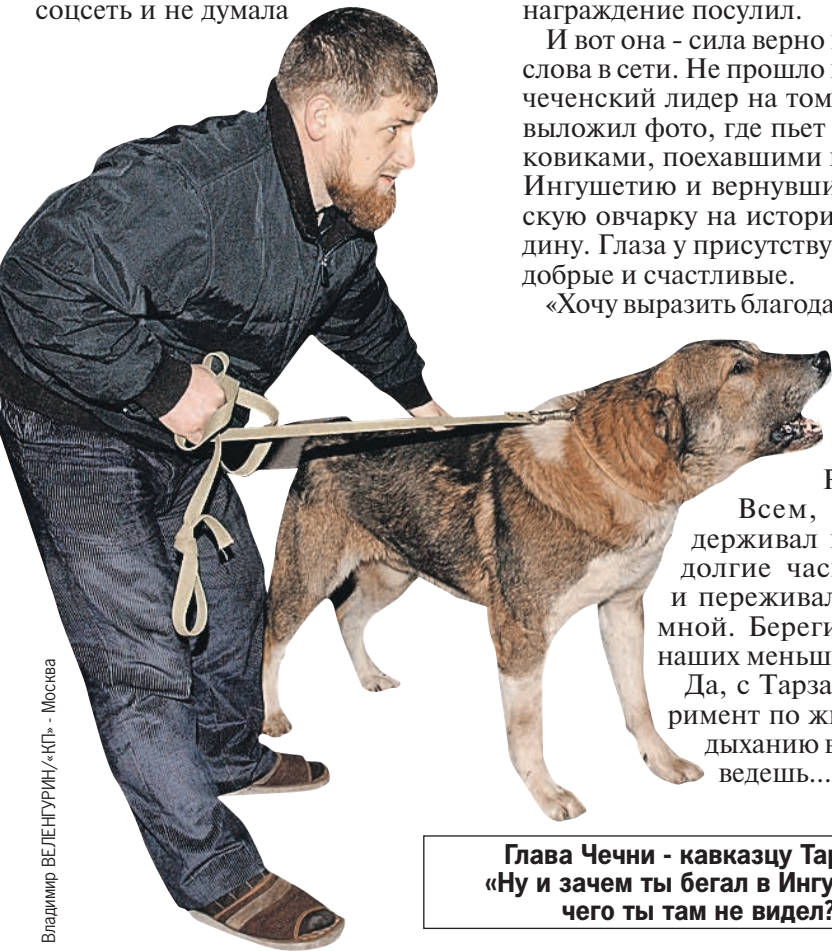 соцсеть и не думала
награждение посулил.
И вот она - сила верно
слова в сети. Не прошло
чеченский лидер на том
выложил фото, где пьет
ковиками, поехавшими
Ингушетию и вернувши
скую овчарку на истори
дину. Глаза у присутству
добрые и счастливые.
«Хочу выразить благода
Всем,
держивал
долгие час
и переживал
мной. Береги
наших меньш
Да, с Тарза
римент по жи
дыханию в
ведешь...
Владимир ВЕЛЕНГУРИН/«КП» - Москва
Глава Чечни - кавказцу Тар
«Ну и зачем ты бегал в Ингу
чего ты там не видел?